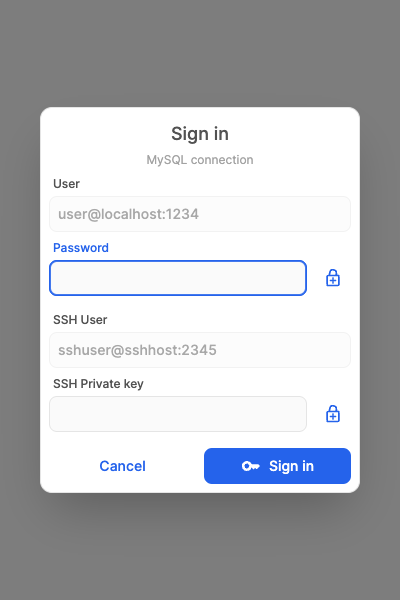 Sign in
MySQL connection
User
user@localhost:1234
Password
SSH User
sshuser@sshhost:2345
SSH Private key
Cancel
Sign in